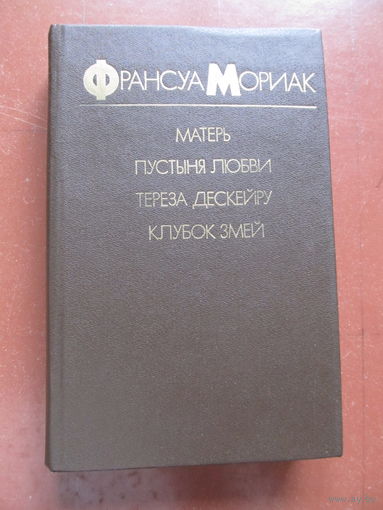 ФРАНСУА МОРИАК
МАТЕРЬ
ПУСТЫНЯ ЛЮБВИ
ТЕРЕЗА ДЕСКЕЙРУ
КЛУБОК ЗМЕЙ